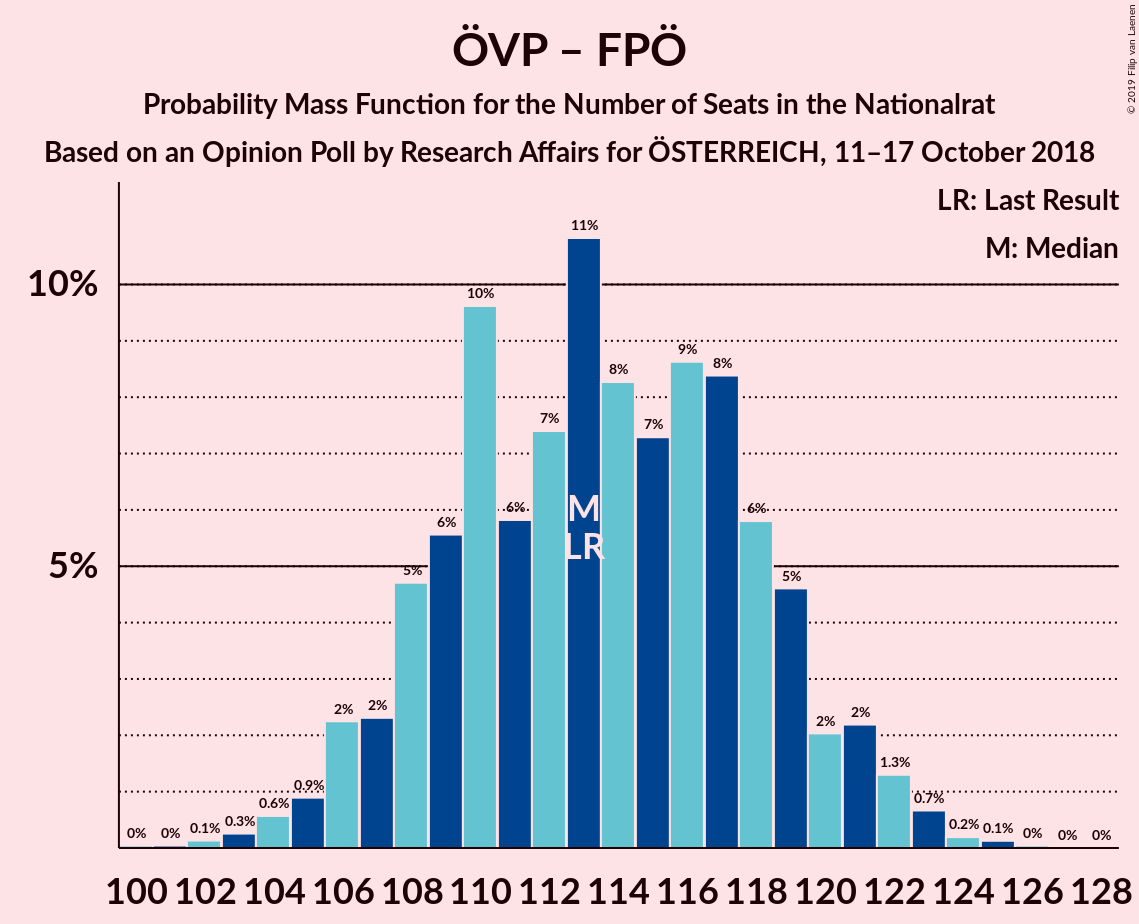 ÖVP – FPÖ
Probability Mass Function for the Number of Seats in the Nationalrat
Based on an Opinion Poll by Research Affairs for ÖSTERREICH, 11–17 October 2018
© 2019 Filip van Laenen
LR: Last Result
M: Median
10%
5%
0% 0% 0.1% 0.3% 0.6% 0.9% 2% 2% 5% 6% 10% 6% 7% 11% 8% 7% 9% 8% 6% 5% 2% 2% 1.3% 0.7% 0.2% 0.1% 0% 0% 0%
M
LR
100 102 104 106 108 110 112 114 116 118 120 122 124 126 128